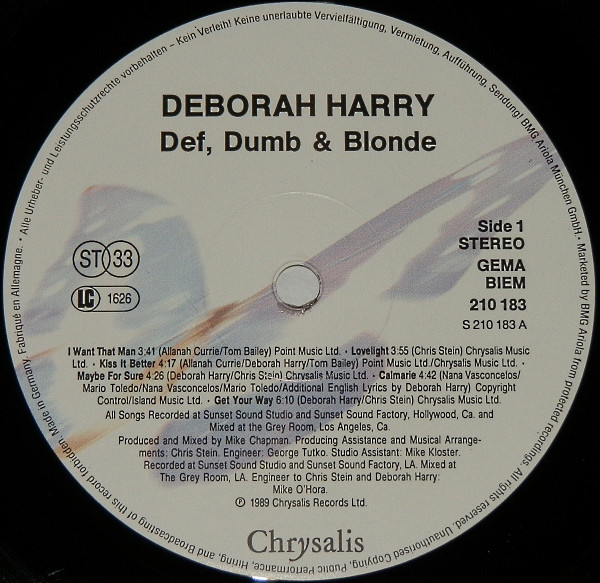 • Alle Urheber- und Leistungsschutzrechte vorbehalten – Kein Verleih! Keine unerlaubte Vervielfältigung, Vermietung, Aufführung, Sendung! BMG Ariola München GmbH. • Marketed by BMG Ariola from protected recordings. All rights reserved. Unauthorised Copying, Public Performance, Hiring, and Broadcasting of this record forbidden. Made in Germany. Fabriqué en Allemagne.
DEBORAH HARRY
Def, Dumb & Blonde
Side 1
STEREO
GEMA
BIEM
210 183
S 210 183 A
ST 33
LC 1626
I Want That Man 3:41 (Allanah Currie/Tom Bailey) Point Music Ltd. • Lovelight 3:55 (Chris Stein) Chrysalis Music
Ltd. • Kiss It Better 4:17 (Allanah Currie/Deborah Harry/Tom Bailey) Point Music Ltd./Chrysalis Music Ltd. •
Maybe For Sure 4:26 (Deborah Harry/Chris Stein) Chrysalis Music Ltd. • Calmarie 4:42 (Nana Vasconcelos/
Mario Toledo/Nana Vasconcelos/Mario Toledo/Additional English Lyrics by Deborah Harry) Copyright
Control/Island Music Ltd. • Get Your Way 6:10 (Deborah Harry/Chris Stein) Chrysalis Music Ltd.
All Songs Recorded at Sunset Sound Studio and Sunset Sound Factory, Hollywood, Ca. and
Mixed at the Grey Room, Los Angeles, Ca.
Produced and Mixed by Mike Chapman. Producing Assistance and Musical Arrange-
ments: Chris Stein. Engineer: George Tutko. Studio Assistant: Mike Kloster.
Recorded at Sunset Sound Studio and Sunset Sound Factory, LA. Mixed at
The Grey Room, LA. Engineer to Chris Stein and Deborah Harry:
Mike O'Hora.
℗ 1989 Chrysalis Records Ltd.
Chrysalis